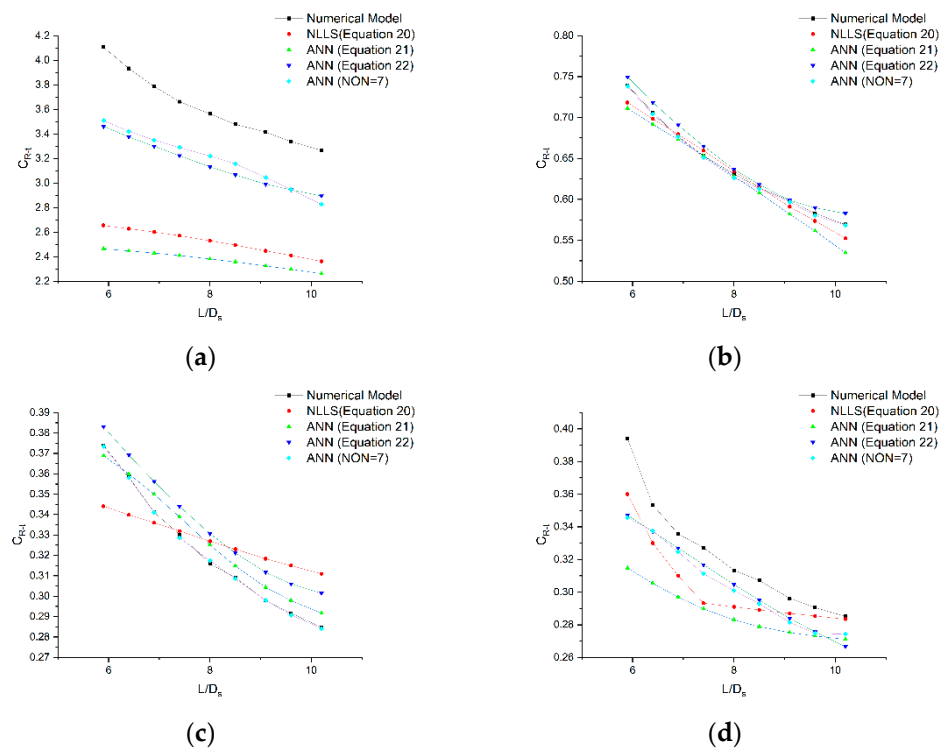 Numerical Model
NLLS(Equation 20)
ANN (Equation 21)
ANN (Equation 22)
ANN (NON=7)
4.2
4.0
3.8
3.6
3.4
3.2
3.0
2.8
2.6
2.4
2.2
C_R-t
6 8 10
L/D_s
(a)
Numerical Model
NLLS(Equation 20)
ANN (Equation 21)
ANN (Equation 22)
ANN (NON=7)
0.80
0.75
0.70
0.65
0.60
0.55
0.50
6 8 10
L/D_s
(b)
Numerical Model
NLLS(Equation 20)
ANN (Equation 21)
ANN (Equation 22)
ANN (NON=7)
0.39
0.38
0.37
0.36
0.35
0.34
0.33
0.32
0.31
0.30
0.29
0.28
0.27
6 8 10
L/D_s
(c)
Numerical Model
NLLS(Equation 20)
ANN (Equation 21)
ANN (Equation 22)
ANN (NON=7)
0.40
0.38
0.36
0.34
0.32
0.30
0.28
0.26
6 8 10
L/D_s
(d)